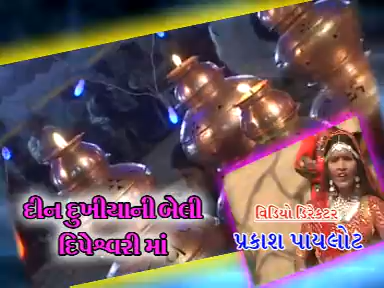 દીન દુખીયાની બેલી
દિપેશ્વરી માં
વિડિયો ડિરેક્ટર
પ્રકાશ પાયલોટ